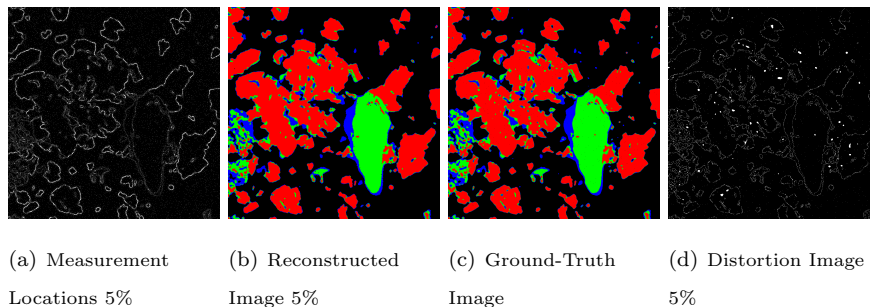 (a) Measurement
Locations 5%
(b) Reconstructed
Image 5%
(c) Ground-Truth
Image
(d) Distortion Image
5%